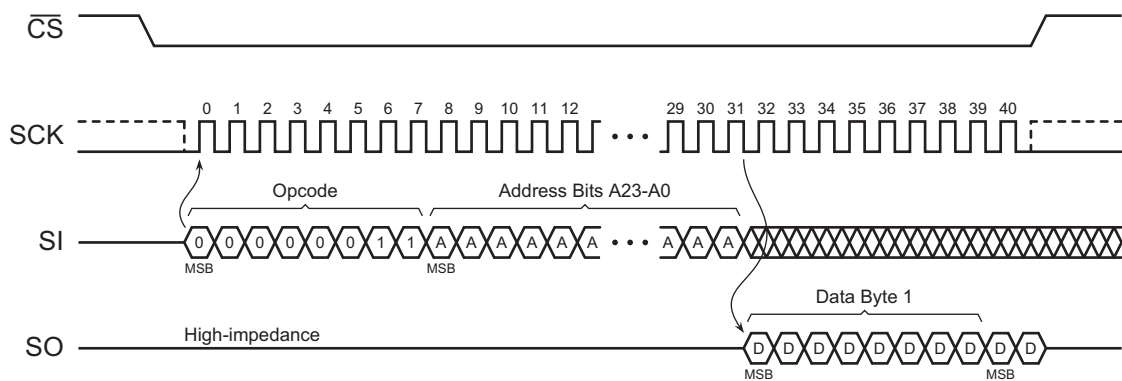 CS
0 1 2 3 4 5 6 7 8 9 10 11 12 29 30 31 32 33 34 35 36 37 38 39 40
SCK
Opcode Address Bits A23-A0
SI 0 0 0 0 0 0 1 1 A A A A A A A A A
MSB MSB
Data Byte 1
High-impedance
SO D D D D D D D D D D
MSB MSB